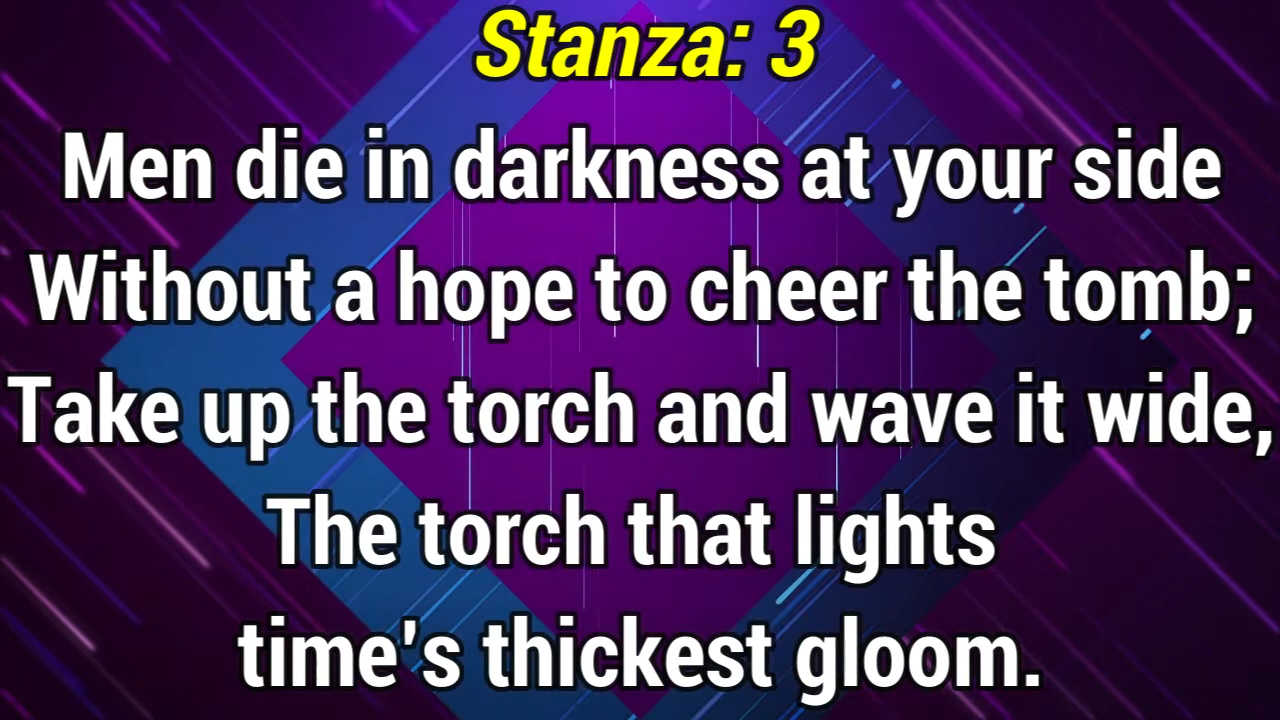 Stanza: 3
Men die in darkness at your side
Without a hope to cheer the tomb;
Take up the torch and wave it wide,
The torch that lights
time's thickest gloom.